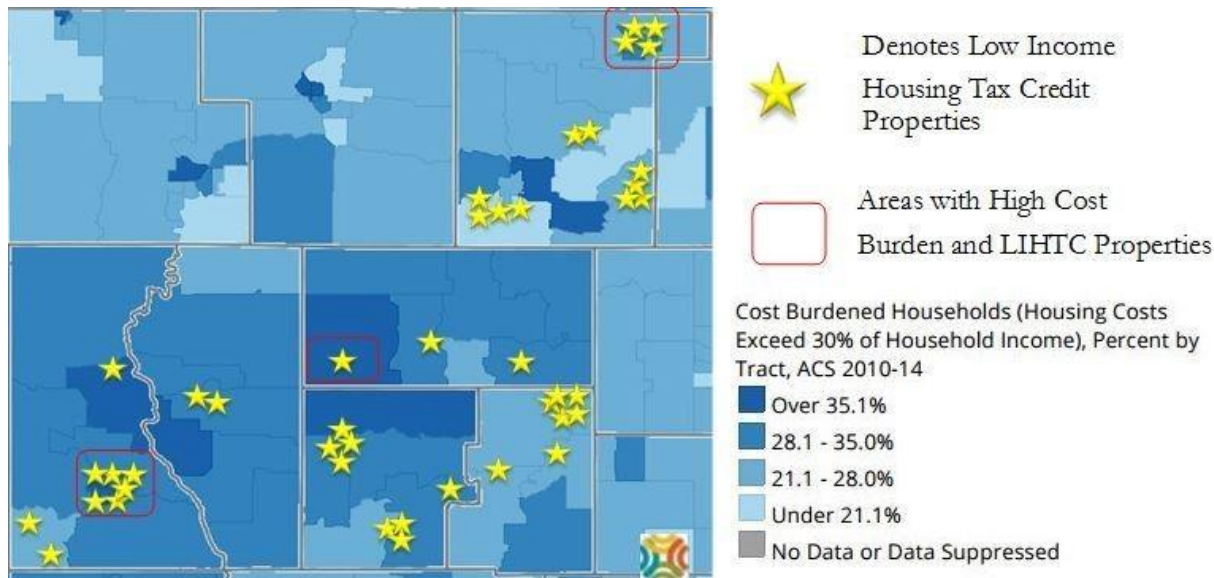 Denotes Low Income
Housing Tax Credit
Properties
Areas with High Cost
Burden and LIHTC Properties
Cost Burdened Households (Housing Costs
Exceed 30% of Household Income), Percent by
Tract, ACS 2010-14
Over 35.1%
28.1 - 35.0%
21.1 - 28.0%
Under 21.1%
No Data or Data Suppressed